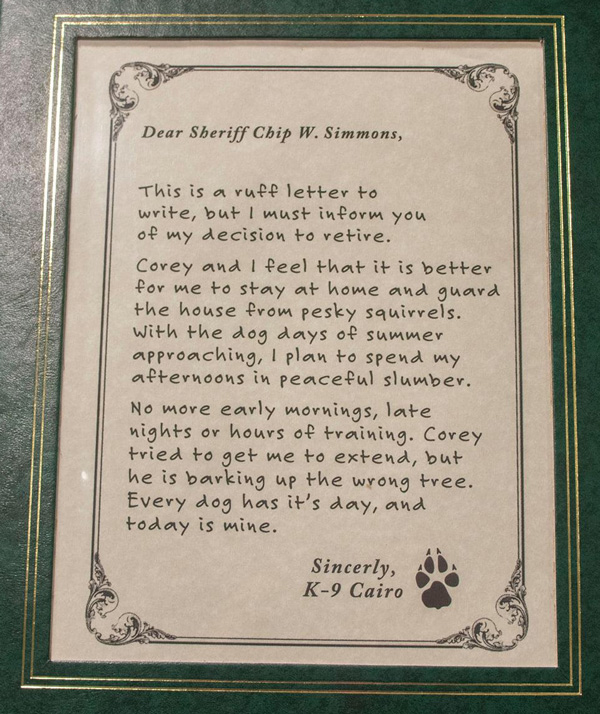 Dear Sheriff Chip W. Simmons,
This is a ruff letter to
write, but I must inform you
of my decision to retire.
Corey and I feel that it is better
for me to stay at home and guard
the house from pesky squirrels.
With the dog days of summer
approaching, I plan to spend my
afternoons in peaceful slumber.
No more early mornings, late
nights or hours of training. Corey
tried to get me to extend, but
he is barking up the wrong tree.
Every dog has it's day, and
today is mine.
Sincerly,
K-9 Cairo